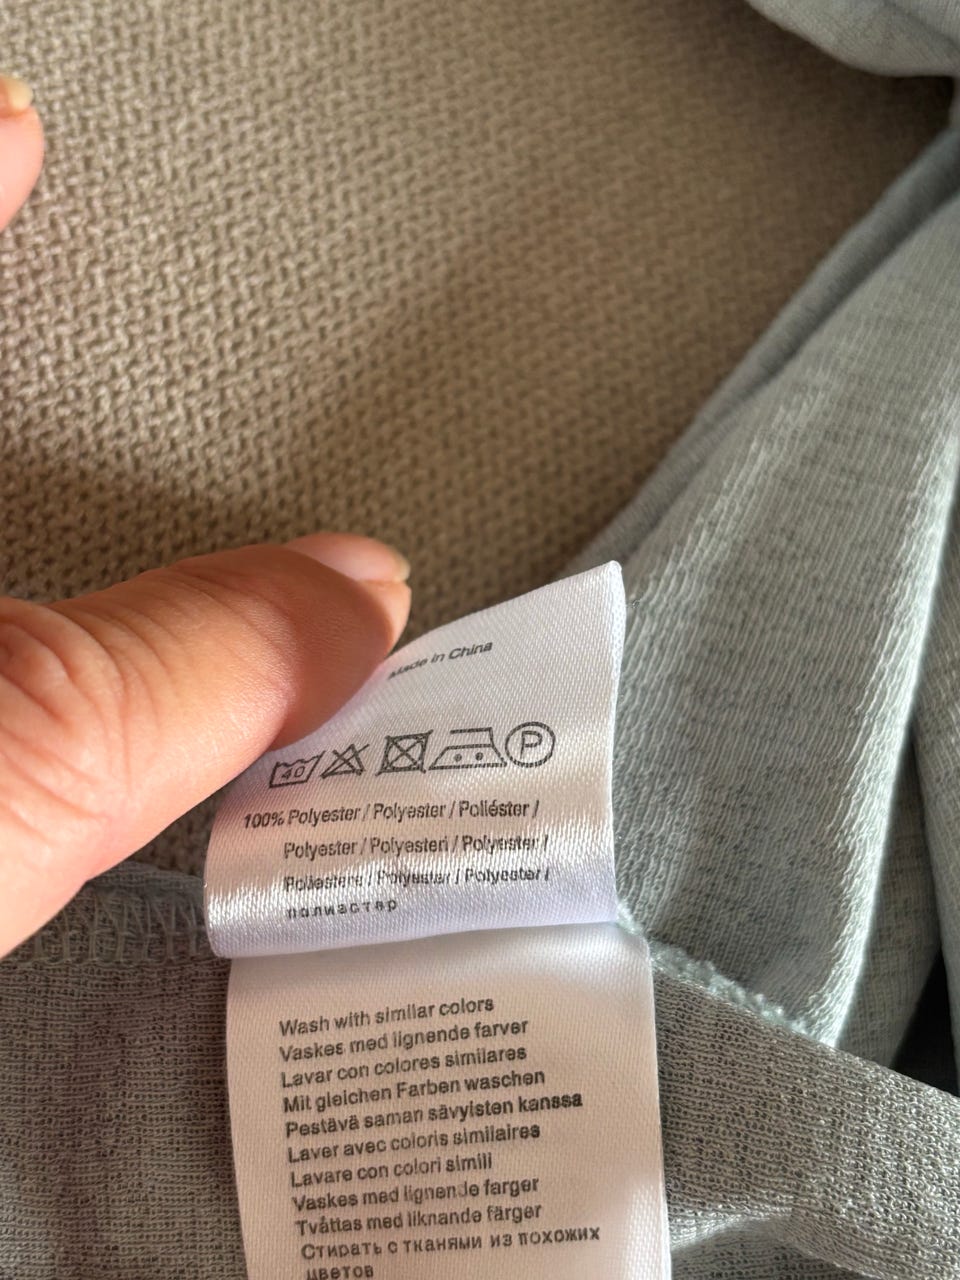 Made in China
40 P
100% Polyester / Polyester / Poliéster /
Polyester / Polyesteri / Polyester /
Poliestere / Polyester / Polyester /
полиэстер
Wash with similar colors
Vaskes med lignende farver
Lavar con colores similares
Mit gleichen Farben waschen
Pestävä saman sävyisten kanssa
Laver avec coloris similaires
Lavare con colori simili
Vaskes med lignende farger
Tvåttas med liknande färger
Стирать с тканями из похожих
цветов